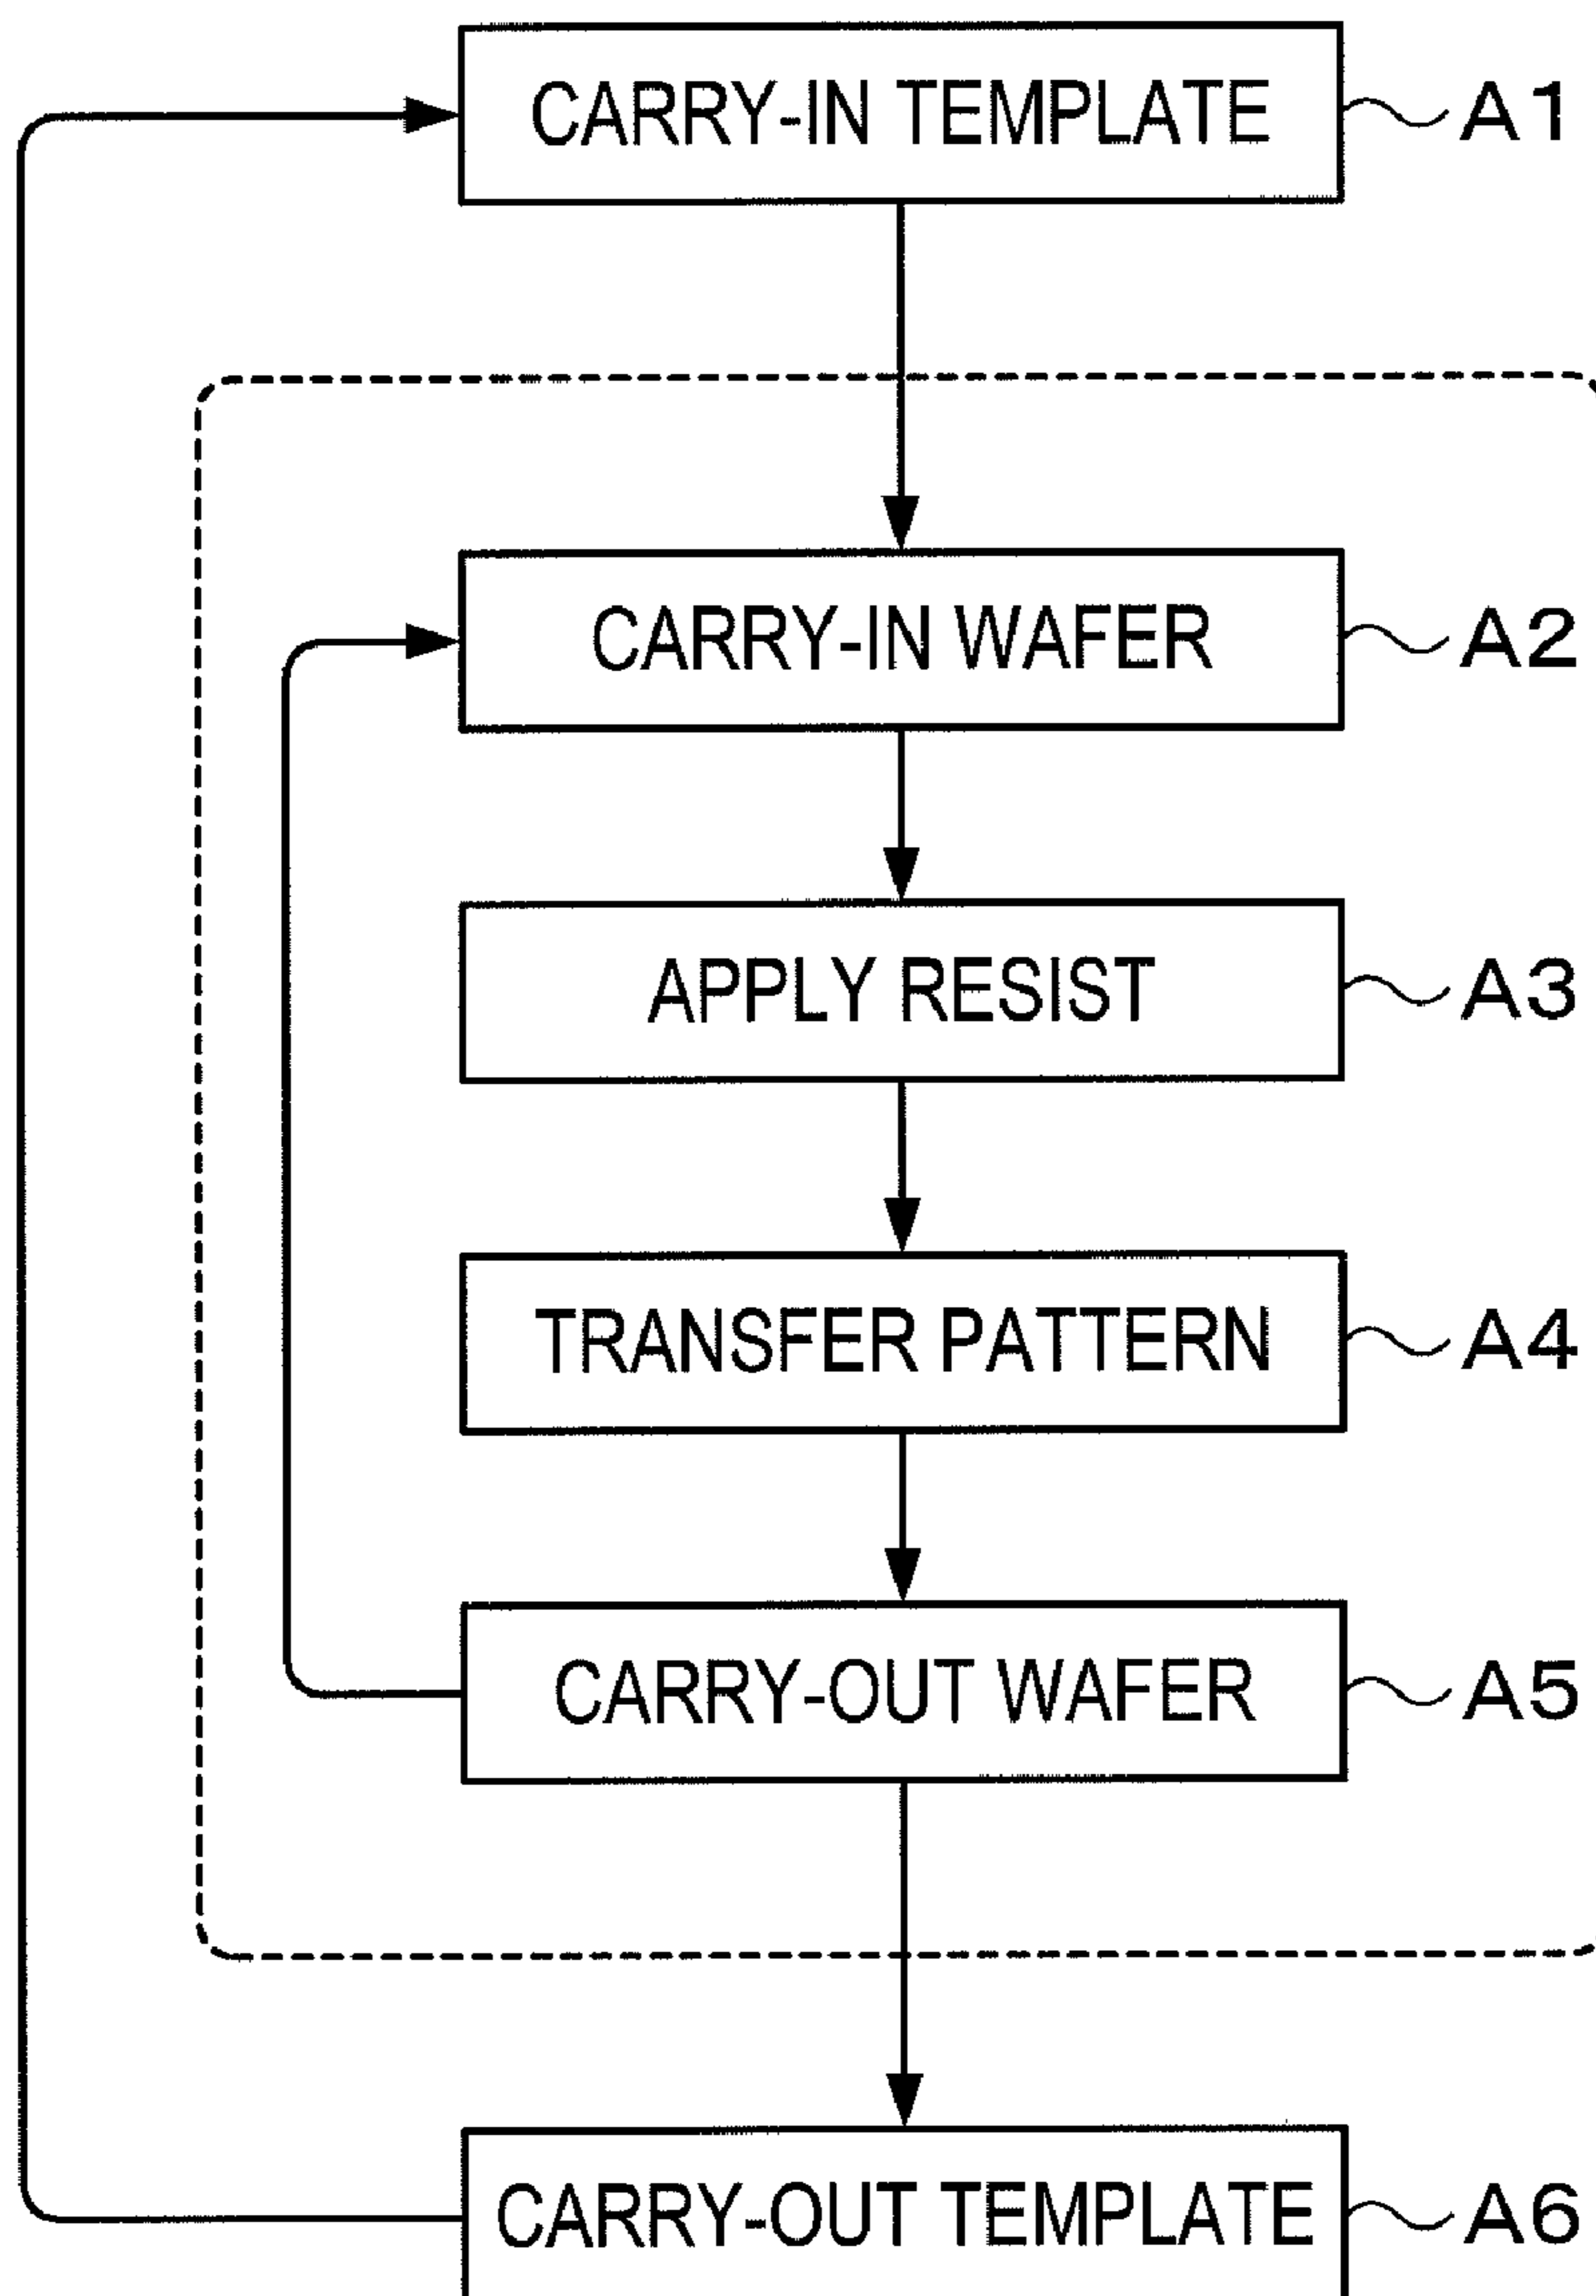 CARRY-IN TEMPLATE A1
CARRY-IN WAFER A2
APPLY RESIST A3
TRANSFER PATTERN A4
CARRY-OUT WAFER A5
CARRY-OUT TEMPLATE A6